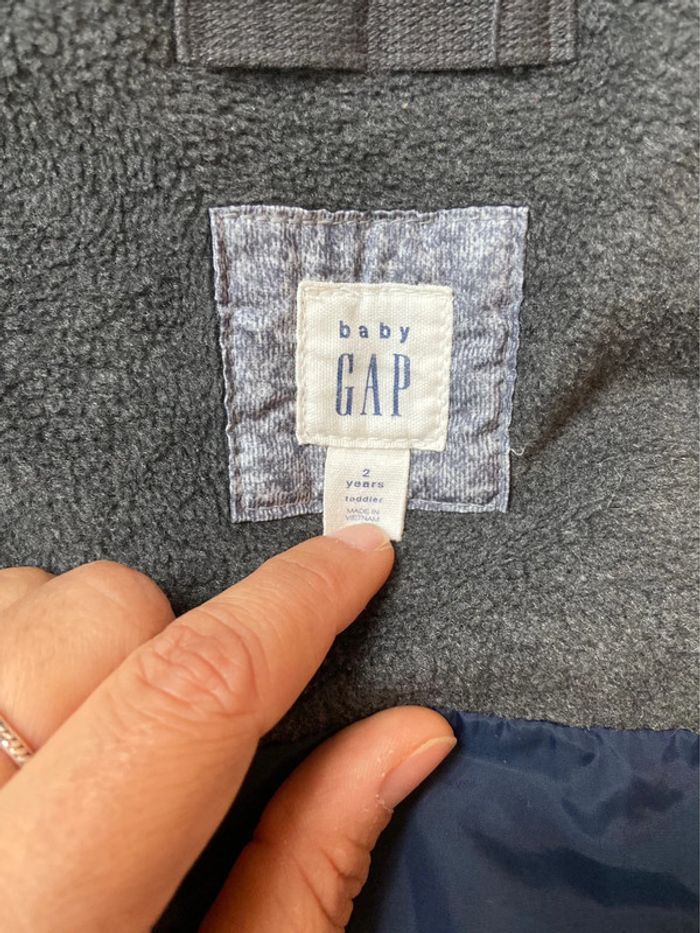 baby
GAP
2
years
toddler
MADE IN
VIETNAM